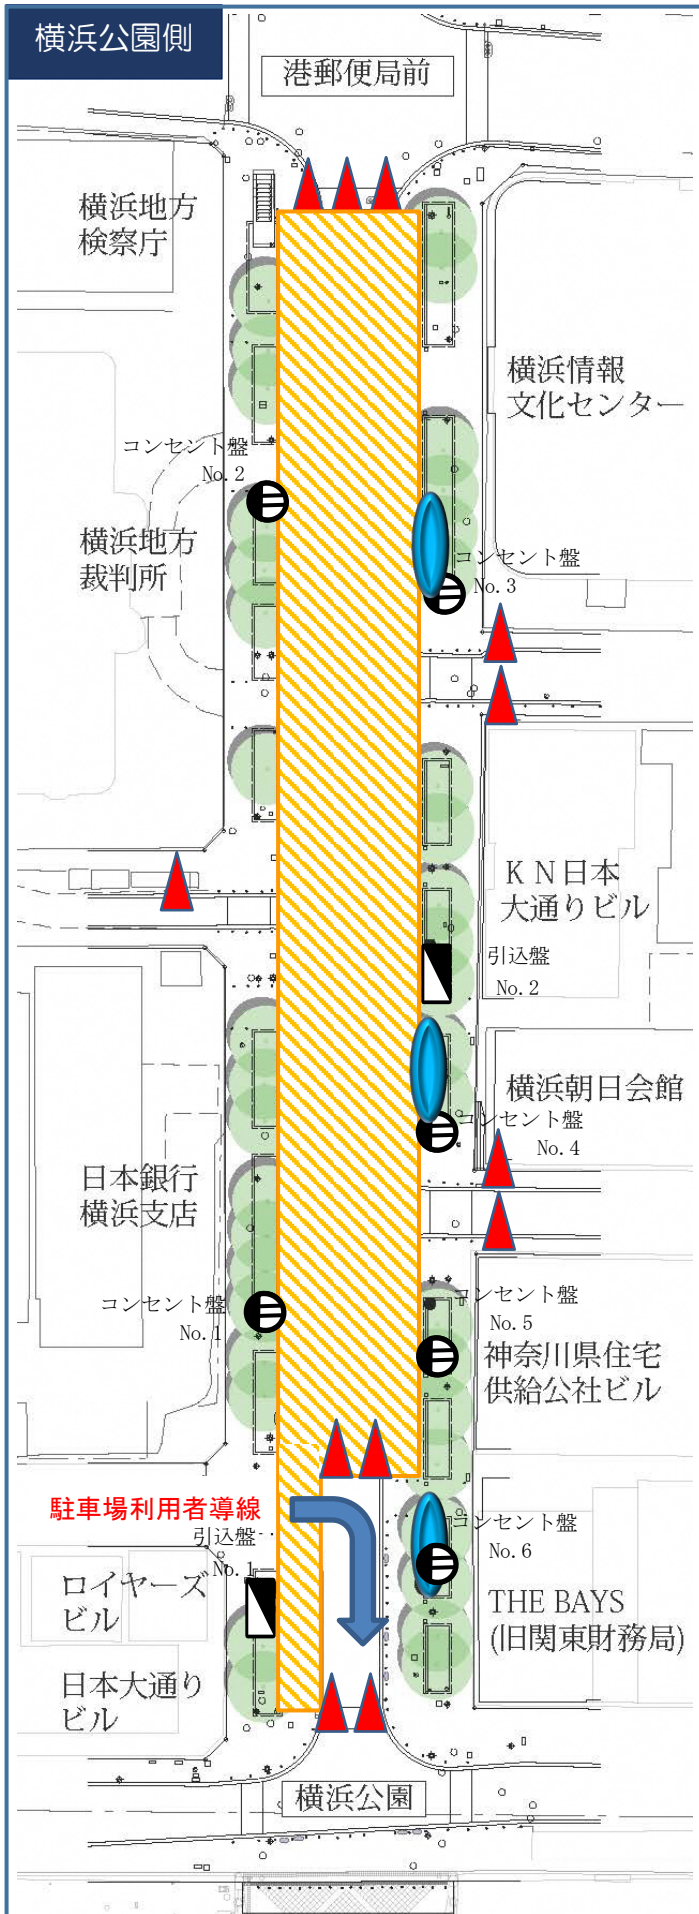 横浜公園側
港郵便局前
横浜地方
検察庁
横浜情報
文化センター
コンセント盤
No.2
横浜地方
裁判所
コンセント盤
No.3
KN日本
大通りビル
引込盤
No.2
横浜朝日会館
コンセント盤
No.4
日本銀行
横浜支店
コンセント盤
No.1
コンセント盤
No.5
神奈川県住宅
供給公社ビル
駐車場利用者導線
引込盤
No.1
コンセント盤
No.6
ロイヤーズ
ビル
THE BAYS
(旧関東財務局)
日本大通り
ビル
横浜公園